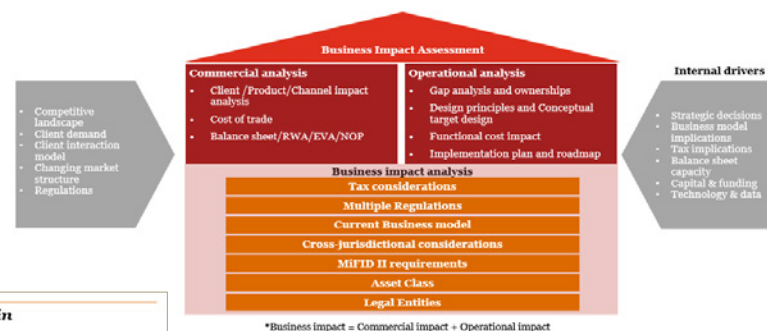 Business Impact Assessment
Commercial analysis
• Client /Product/Channel impact
analysis
• Cost of trade
• Balance sheet/RWA/EVA/NOP
Operational analysis
• Gap analysis and ownerships
• Design principles and Conceptual
target design
• Functional cost impact
• Implementation plan and roadmap
• Competitive
landscape
• Client demand
• Client interaction
model
• Changing market
structure
• Regulations
Internal drivers
• Strategic decisions
• Business model
implications
• Tax implications
• Balance sheet
capacity
• Capital & funding
• Technology & data
Business impact analysis
Tax considerations
Multiple Regulations
Current Business model
Cross-jurisdictional considerations
MiFID II requirements
Asset Class
Legal Entities
in
*Business impact = Commercial impact + Operational impact